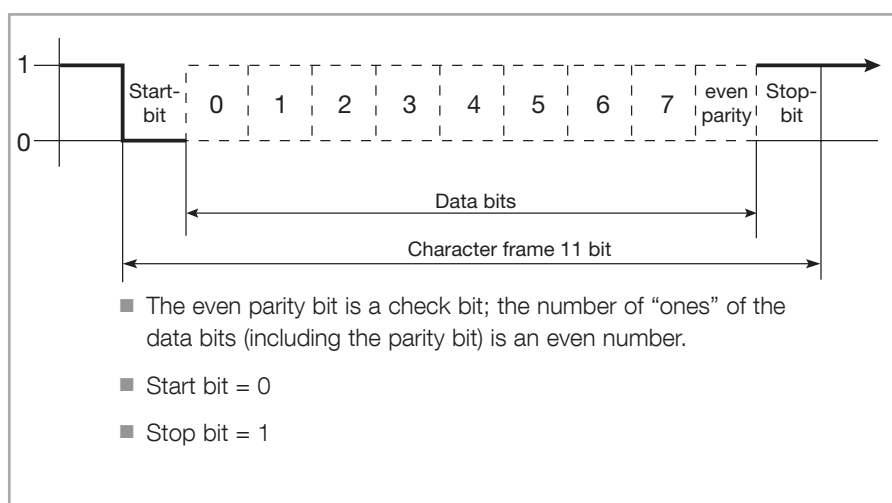 1
0
Start-
bit
0 1 2 3 4 5 6 7
even
parity
Stop-
bit
Data bits
Character frame 11 bit
The even parity bit is a check bit; the number of “ones” of the
data bits (including the parity bit) is an even number.
Start bit = 0
Stop bit = 1